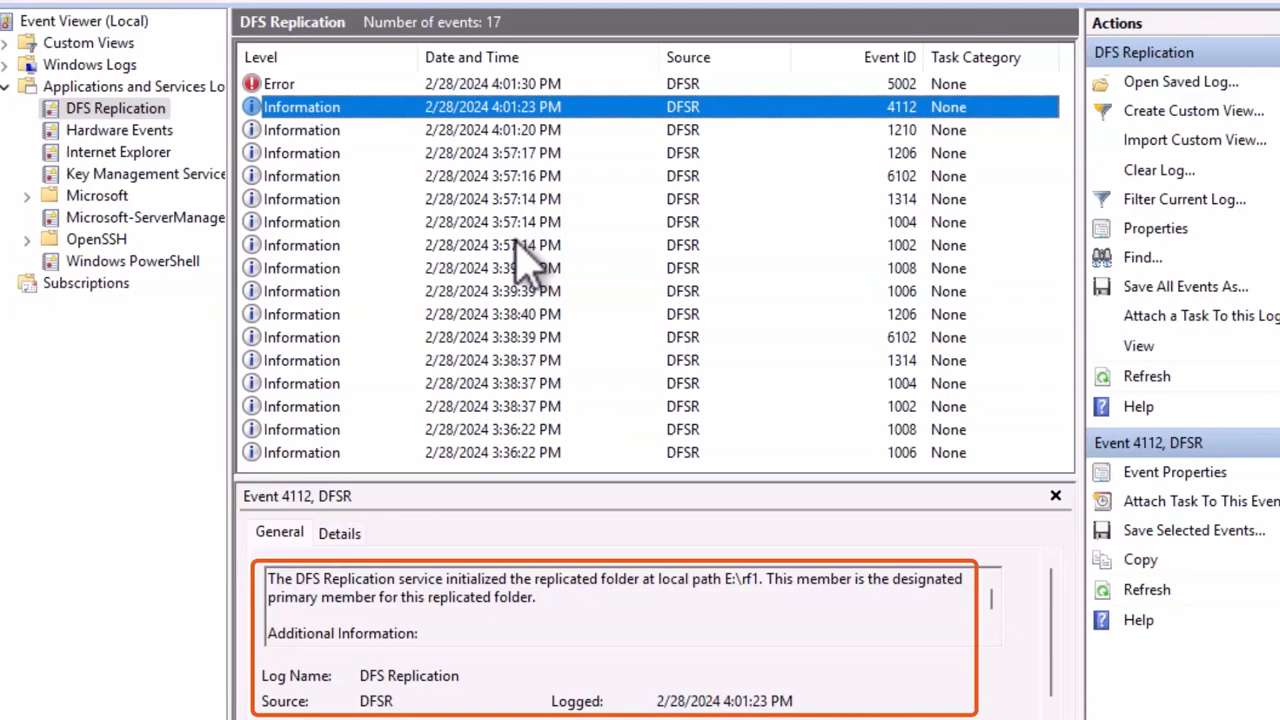 Event Viewer (Local)
Custom Views
Windows Logs
Applications and Services Lo
DFS Replication
Hardware Events
Internet Explorer
Key Management Service
Microsoft
Microsoft-ServerManage
OpenSSH
Windows PowerShell
Subscriptions
DFS Replication Number of events: 17
Level Date and Time Source Event ID Task Category
Error 2/28/2024 4:01:30 PM DFSR 5002 None
Information 2/28/2024 4:01:23 PM DFSR 4112 None
Information 2/28/2024 4:01:20 PM DFSR 1210 None
Information 2/28/2024 3:57:17 PM DFSR 1206 None
Information 2/28/2024 3:57:16 PM DFSR 6102 None
Information 2/28/2024 3:57:14 PM DFSR 1314 None
Information 2/28/2024 3:57:14 PM DFSR 1004 None
Information 2/28/2024 3:57:14 PM DFSR 1002 None
Information 2/28/2024 PM DFSR 1008 None
Information 2/28/2024 3:39:39 PM DFSR 1006 None
Information 2/28/2024 3:38:40 PM DFSR 1206 None
Information 2/28/2024 3:38:39 PM DFSR 6102 None
Information 2/28/2024 3:38:37 PM DFSR 1314 None
Information 2/28/2024 3:38:37 PM DFSR 1004 None
Information 2/28/2024 3:38:37 PM DFSR 1002 None
Information 2/28/2024 3:36:22 PM DFSR 1008 None
Information 2/28/2024 3:36:22 PM DFSR 1006 None
Event 4112, DFSR
General Details
The DFS Replication service initialized the replicated folder at local path E:\rf1. This member is the designated
primary member for this replicated folder.
Additional Information:
Log Name: DFS Replication
Source: DFSR Logged: 2/28/2024 4:01:23 PM
Actions
DFS Replication
Open Saved Log...
Create Custom View...
Import Custom View...
Clear Log...
Filter Current Log...
Properties
Find...
Save All Events As...
Attach a Task To this Log
View
Refresh
Help
Event 4112, DFSR
Event Properties
Attach Task To This Even
Save Selected Events...
Copy
Refresh
Help